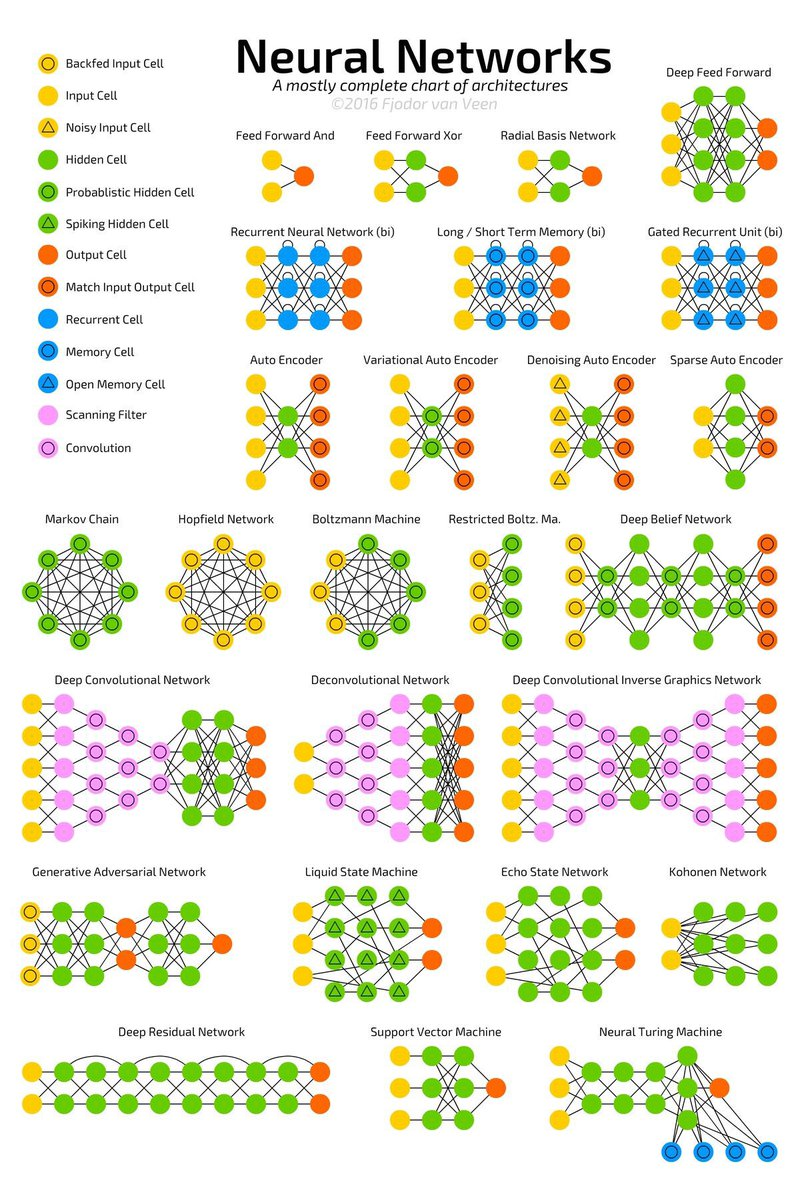 Neural Networks
A mostly complete chart of architectures
©2016 Fjodor van Veen
Backfed Input Cell
Input Cell
Noisy Input Cell
Hidden Cell
Probablistic Hidden Cell
Spiking Hidden Cell
Output Cell
Match Input Output Cell
Recurrent Cell
Memory Cell
Open Memory Cell
Scanning Filter
Convolution
Deep Feed Forward
Feed Forward And
Feed Forward Xor
Radial Basis Network
Recurrent Neural Network (bi)
Long / Short Term Memory (bi)
Gated Recurrent Unit (bi)
Auto Encoder
Variational Auto Encoder
Denoising Auto Encoder
Sparse Auto Encoder
Markov Chain
Hopfield Network
Boltzmann Machine
Restricted Boltz. Ma.
Deep Belief Network
Deep Convolutional Network
Deconvolutional Network
Deep Convolutional Inverse Graphics Network
Generative Adversarial Network
Liquid State Machine
Echo State Network
Kohonen Network
Deep Residual Network
Support Vector Machine
Neural Turing Machine